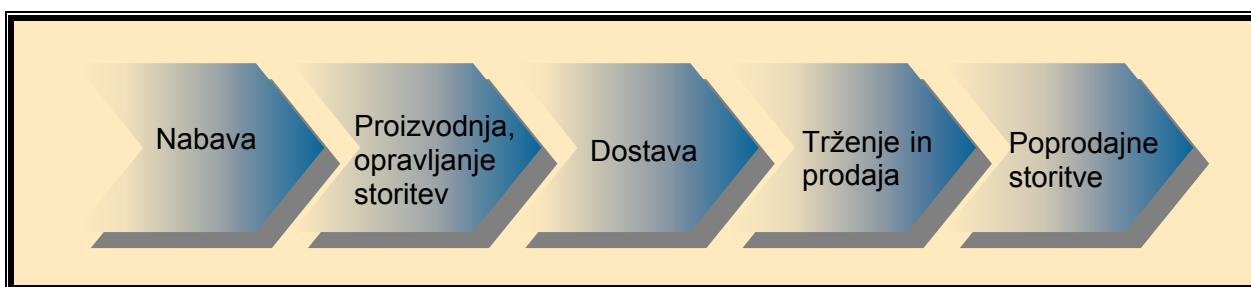 Nabava
Proizvodnja,
opravljanje
storitev
Dostava
Trženje in
prodaja
Poprodajne
storitve